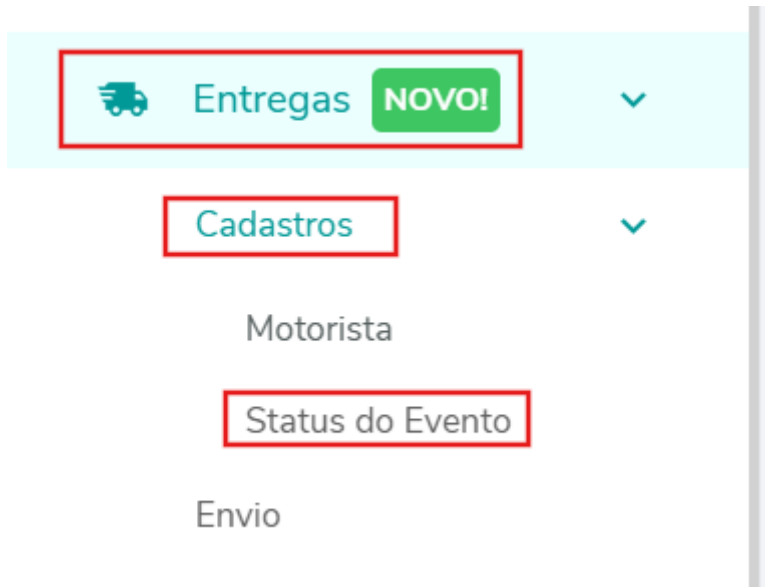 Entregas NOVO!
Cadastros
Motorista
Status do Evento
Envio